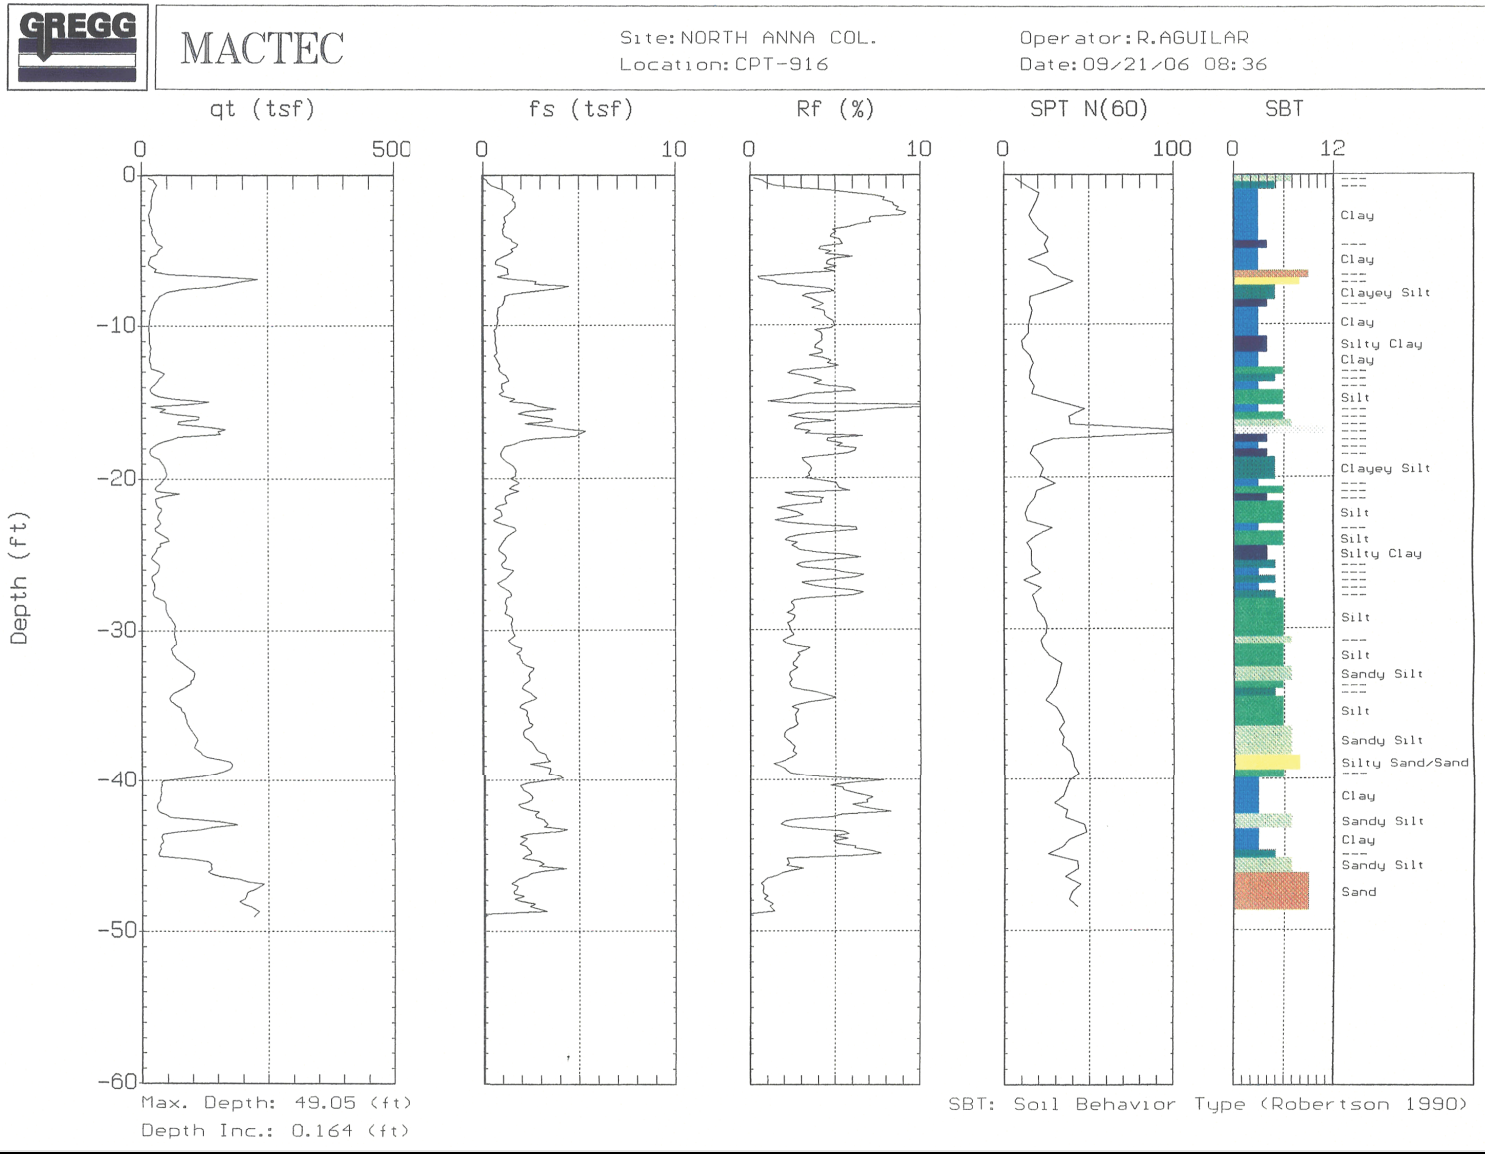 GREGG
MACTEC
Site: NORTH ANNA COL.
Location: CPT-916
Operator: R.AGUILAR
Date: 09/21/06 08:36
qt (tsf)
fs (tsf)
Rf (%)
SPT N(60)
SBT
0 500
0 10
0 10
0 100
0 12
Depth (ft)
0
-10
-20
-30
-40
-50
-60
---
---
Clay
---
Clay
---
---
Clayey Silt
---
Clay
Silty Clay
Clay
---
---
---
Silt
---
---
---
---
---
---
---
Clayey Silt
---
---
---
Silt
---
Silt
Silty Clay
---
---
---
---
---
Silt
---
Silt
Sandy Silt
---
---
Silt
Sandy Silt
Silty Sand/Sand
---
Clay
Sandy Silt
Clay
---
Sandy Silt
Sand
Max. Depth: 49.05 (ft)
Depth Inc.: 0.164 (ft)
SBT: Soil Behavior Type (Robertson 1990)